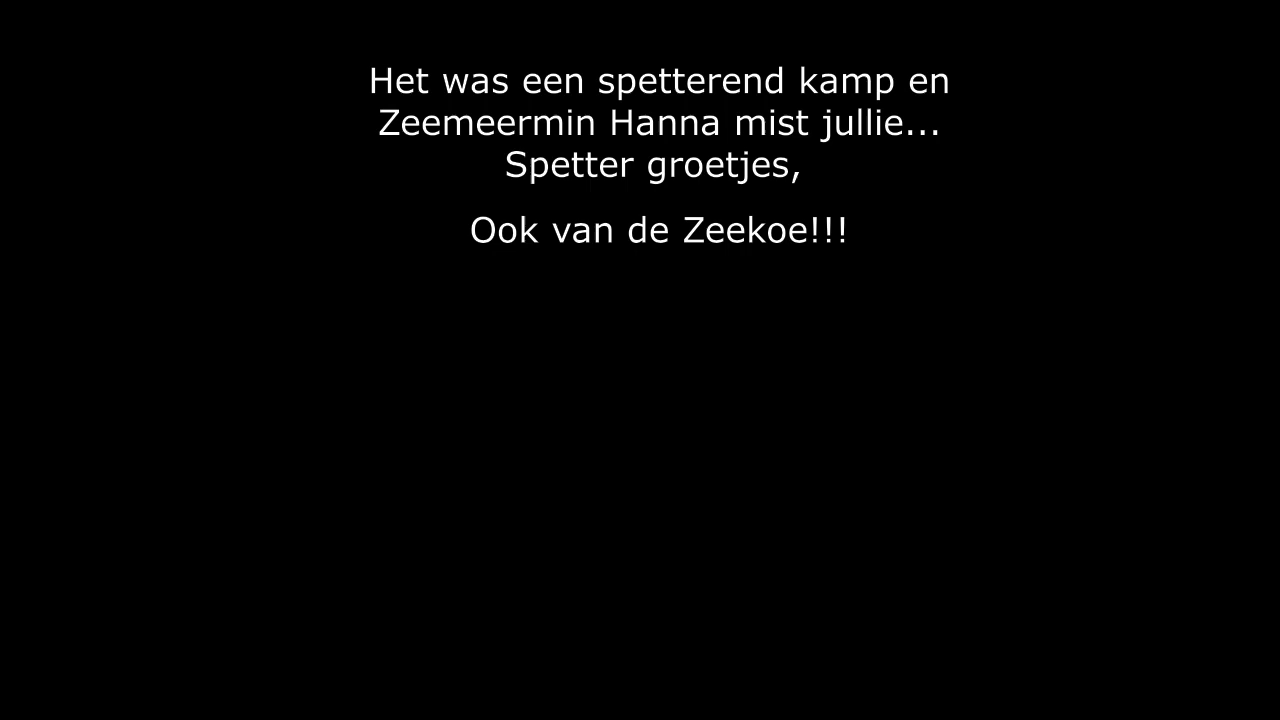 Het was een spetterend kamp en
Zeemeermin Hanna mist jullie...
Spetter groetjes,
Ook van de Zeekoe!!!